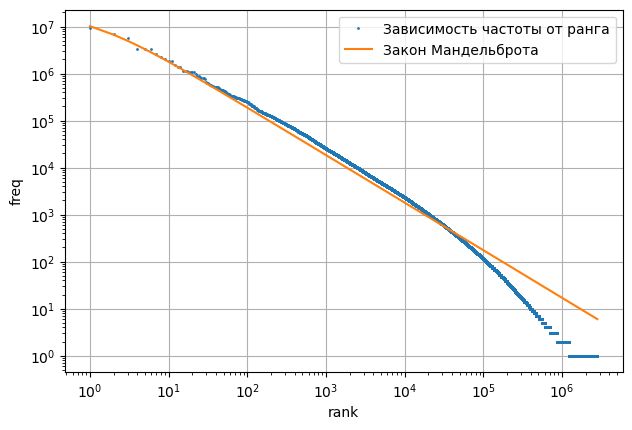 Зависимость частоты от ранга
Закон Мандельброта
10⁷
10⁶
10⁵
10⁴
10³
10²
10¹
10⁰
freq
10⁰ 10¹ 10² 10³ 10⁴ 10⁵ 10⁶
rank